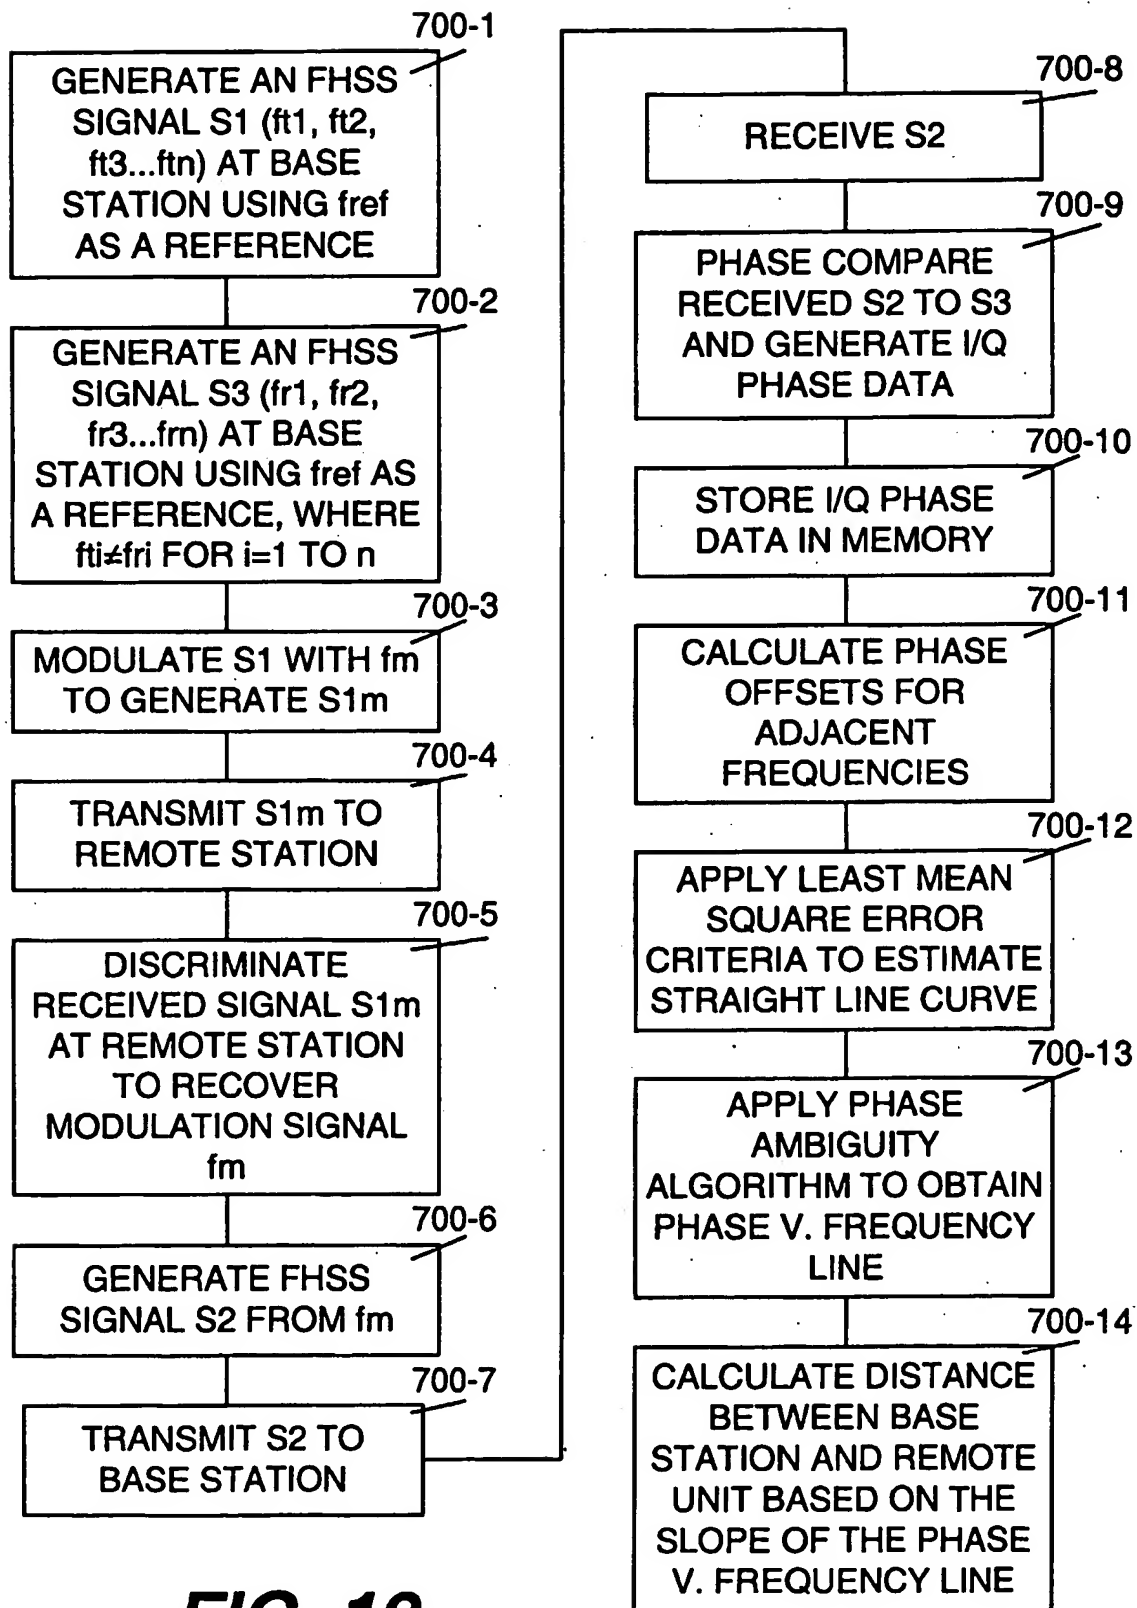 700-1
GENERATE AN FHSS
SIGNAL S1 (ft1, ft2,
ft3...ftn) AT BASE
STATION USING fref
AS A REFERENCE
700-2
GENERATE AN FHSS
SIGNAL S3 (fr1, fr2,
fr3...frn) AT BASE
STATION USING fref AS
A REFERENCE, WHERE
fti≠fri FOR i=1 TO n
700-3
MODULATE S1 WITH fm
TO GENERATE S1m
700-4
TRANSMIT S1m TO
REMOTE STATION
700-5
DISCRIMINATE
RECEIVED SIGNAL S1m
AT REMOTE STATION
TO RECOVER
MODULATION SIGNAL
fm
700-6
GENERATE FHSS
SIGNAL S2 FROM fm
700-7
TRANSMIT S2 TO
BASE STATION
700-8
RECEIVE S2
700-9
PHASE COMPARE
RECEIVED S2 TO S3
AND GENERATE I/Q
PHASE DATA
700-10
STORE I/Q PHASE
DATA IN MEMORY
700-11
CALCULATE PHASE
OFFSETS FOR
ADJACENT
FREQUENCIES
700-12
APPLY LEAST MEAN
SQUARE ERROR
CRITERIA TO ESTIMATE
STRAIGHT LINE CURVE
700-13
APPLY PHASE
AMBIGUITY
ALGORITHM TO OBTAIN
PHASE V. FREQUENCY
LINE
700-14
CALCULATE DISTANCE
BETWEEN BASE
STATION AND REMOTE
UNIT BASED ON THE
SLOPE OF THE PHASE
V. FREQUENCY LINE